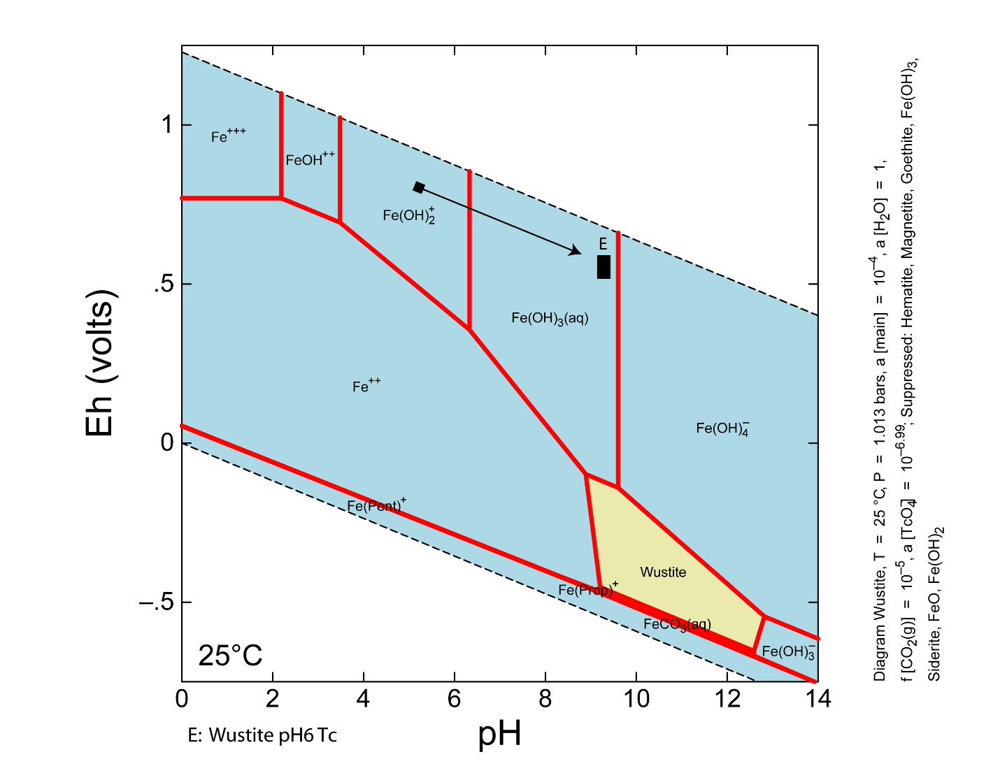 1
.5
0
–.5
Eh (volts)
Fe+++
FeOH++
Fe(OH)2+
E
Fe(OH)3(aq)
Fe++
Fe(OH)4–
Fe(Pent)+
Wustite
Fe(Prop)+
FeCO3(aq)
Fe(OH)3–
25°C
0 2 4 6 8 10 12 14
pH
E: Wustite pH6 Tc
Diagram Wustite, T = 25 °C, P = 1.013 bars, a [main] = 10–4, a [H2O] = 1,
f [CO2(g)] = 10–5, a [TcO4–] = 10–6.99; Suppressed: Hematite, Magnetite, Goethite, Fe(OH)3,
Siderite, FeO, Fe(OH)2